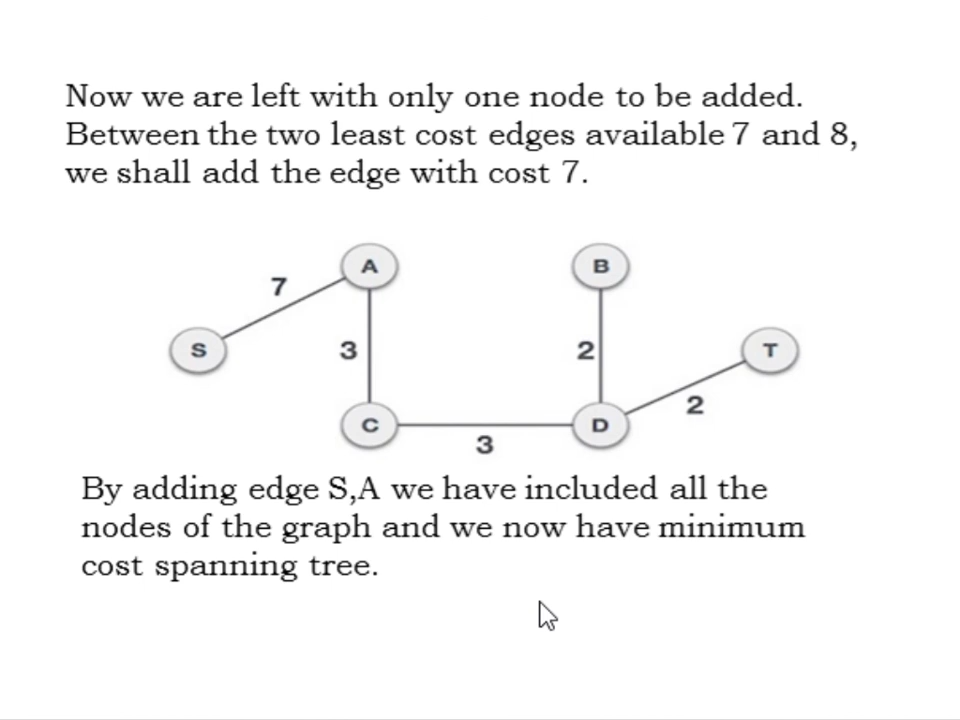 Now we are left with only one node to be added.
Between the two least cost edges available 7 and 8,
we shall add the edge with cost 7.
A
B
7
S
3
2
T
2
C
D
3
By adding edge S,A we have included all the
nodes of the graph and we now have minimum
cost spanning tree.